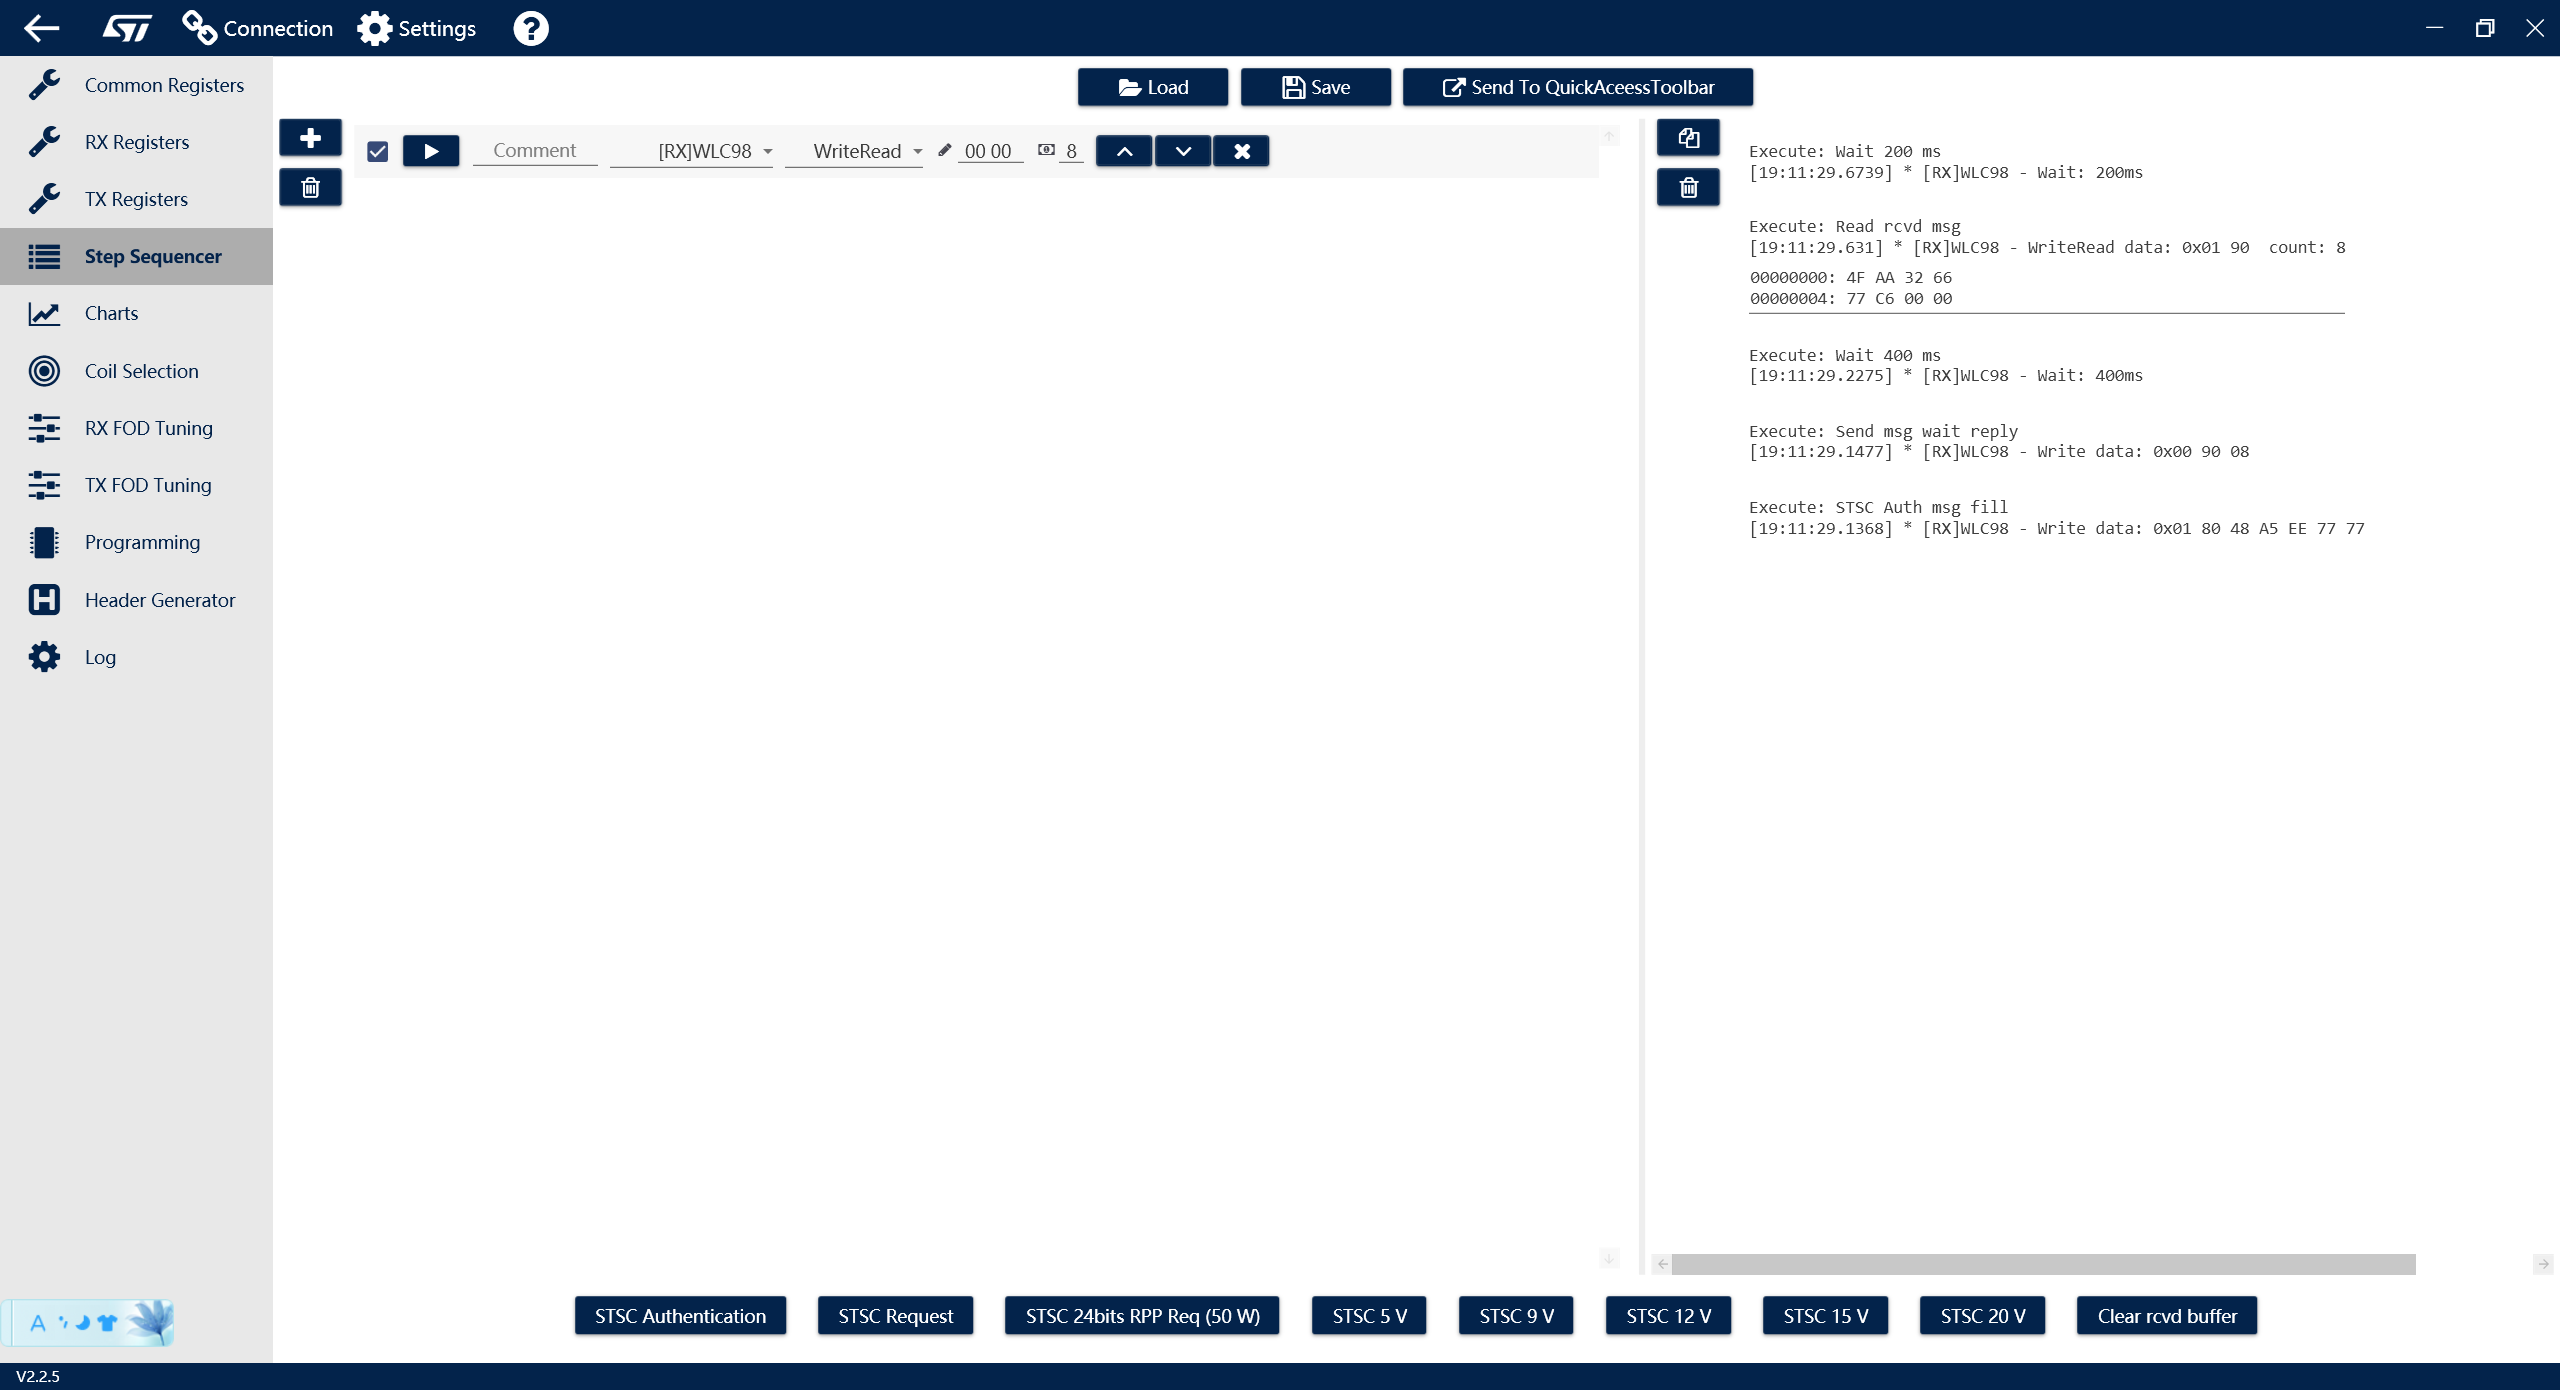 ST Connection Settings ?
Common Registers
RX Registers
TX Registers
Step Sequencer
Charts
Coil Selection
RX FOD Tuning
TX FOD Tuning
Programming
Header Generator
Log
Load Save Send To QuickAceessToolbar
Comment [RX]WLC98 WriteRead 00 00 8
Execute: Wait 200 ms
[19:11:29.6739] * [RX]WLC98 - Wait: 200ms
Execute: Read rcvd msg
[19:11:29.631] * [RX]WLC98 - WriteRead data: 0x01 90  count: 8
00000000: 4F AA 32 66
00000004: 77 C6 00 00
Execute: Wait 400 ms
[19:11:29.2275] * [RX]WLC98 - Wait: 400ms
Execute: Send msg wait reply
[19:11:29.1477] * [RX]WLC98 - Write data: 0x00 90 08
Execute: STSC Auth msg fill
[19:11:29.1368] * [RX]WLC98 - Write data: 0x01 80 48 A5 EE 77 77
STSC Authentication STSC Request STSC 24bits RPP Req (50 W) STSC 5 V STSC 9 V STSC 12 V STSC 15 V STSC 20 V Clear rcvd buffer
A
V2.2.5